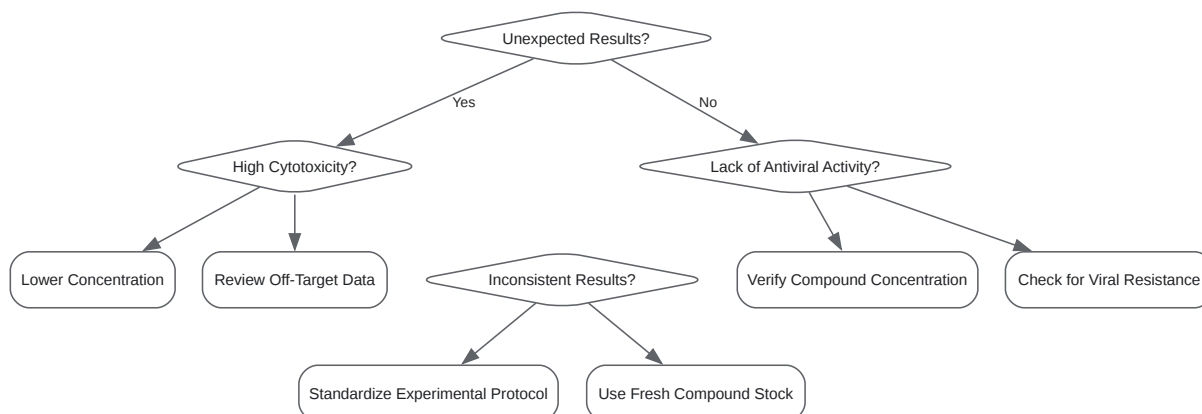 Unexpected Results?
Yes
No
High Cytotoxicity?
Lack of Antiviral Activity?
Lower Concentration
Review Off-Target Data
Inconsistent Results?
Verify Compound Concentration
Check for Viral Resistance
Standardize Experimental Protocol
Use Fresh Compound Stock